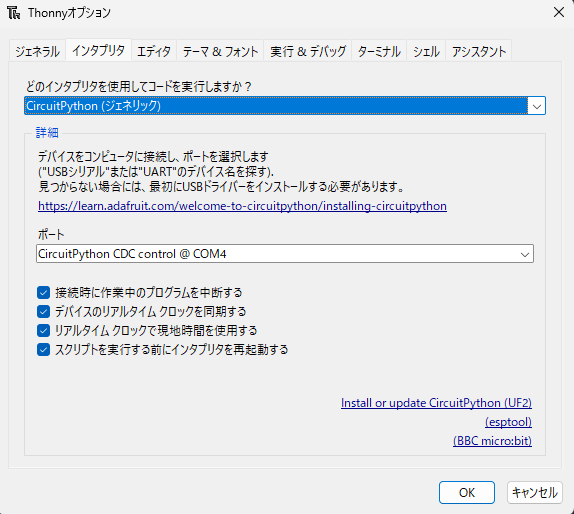 Thonnyオプション
ジェネラル インタプリタ エディタ テーマ & フォント 実行 & デバッグ ターミナル シェル アシスタント
どのインタプリタを使用してコードを実行しますか？
CircuitPython (ジェネリック)
詳細
デバイスをコンピュータに接続し、ポートを選択します
("USBシリアル"または"UART"のデバイス名を探す).
見つからない場合には、最初にUSBドライバーをインストールする必要があります。
https://learn.adafruit.com/welcome-to-circuitpython/installing-circuitpython
ポート
CircuitPython CDC control @ COM4
接続時に作業中のプログラムを中断する
デバイスのリアルタイム クロックを同期する
リアルタイム クロックで現地時間を使用する
スクリプトを実行する前にインタプリタを再起動する
Install or update CircuitPython (UF2)
(esptool)
(BBC micro:bit)
OK キャンセル